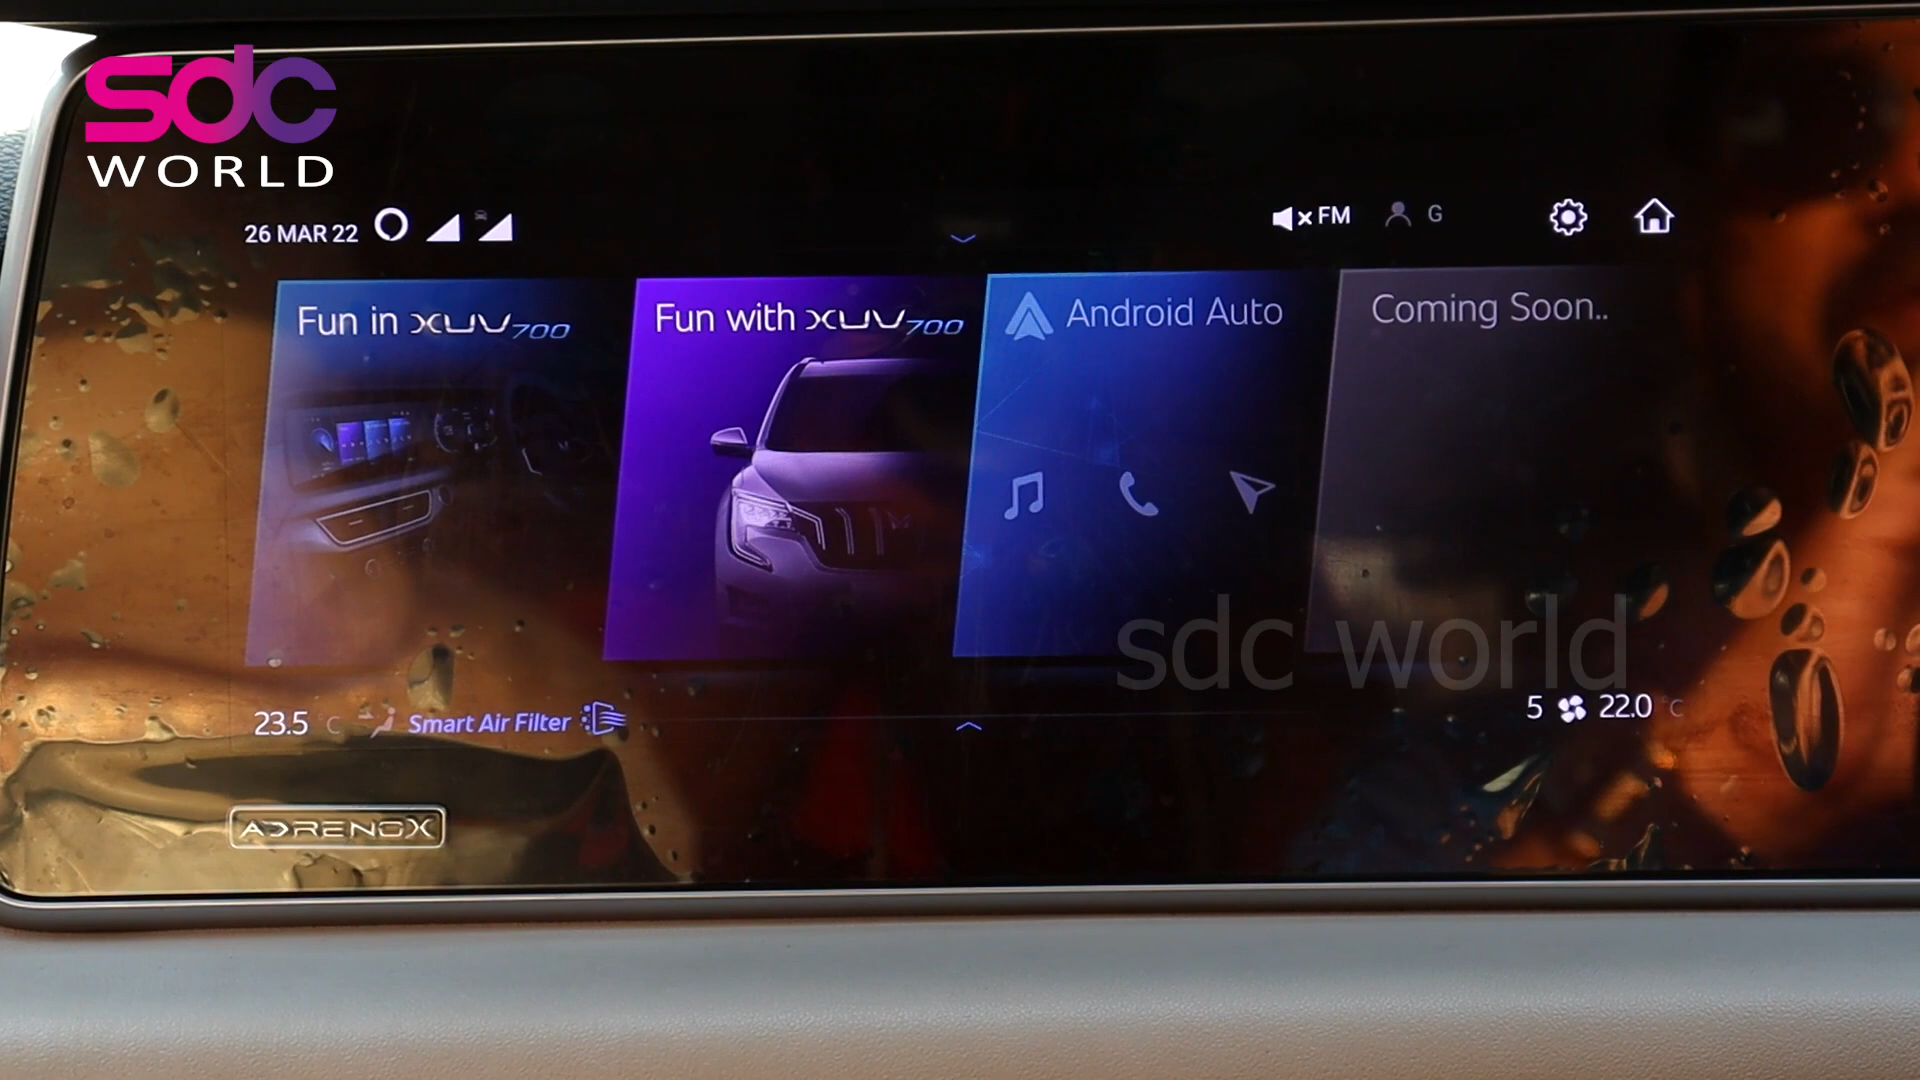 sdc
WORLD
26 MAR 22
FM
G
Fun in XUV700
Fun with XUV700
Android Auto
Coming Soon..
sdc world
23.5 °C
Smart Air Filter
5
22.0 °C
ADRENOX